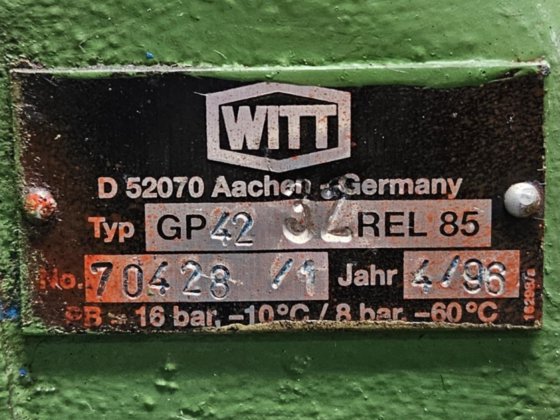 WITT
D 52070 Aachen - Germany
Typ GP 42 32 REL 85
No. 70428 /1 Jahr 4/96
PB = 16 bar, -10°C / 8 bar, -60°C